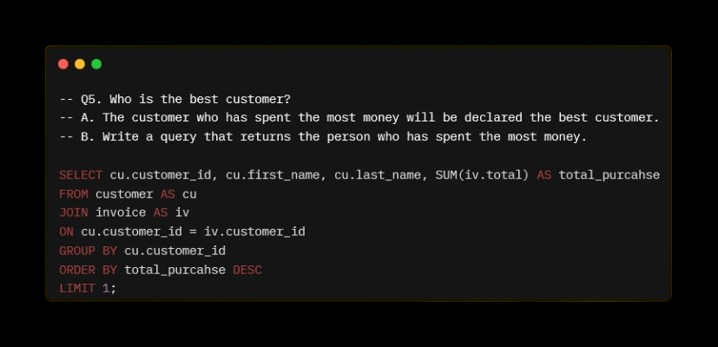 -- Q5. Who is the best customer?
-- A. The customer who has spent the most money will be declared the best customer.
-- B. Write a query that returns the person who has spent the most money.
SELECT cu.customer_id, cu.first_name, cu.last_name, SUM(iv.total) AS total_purcahse
FROM customer AS cu
JOIN invoice AS iv
ON cu.customer_id = iv.customer_id
GROUP BY cu.customer_id
ORDER BY total_purcahse DESC
LIMIT 1;